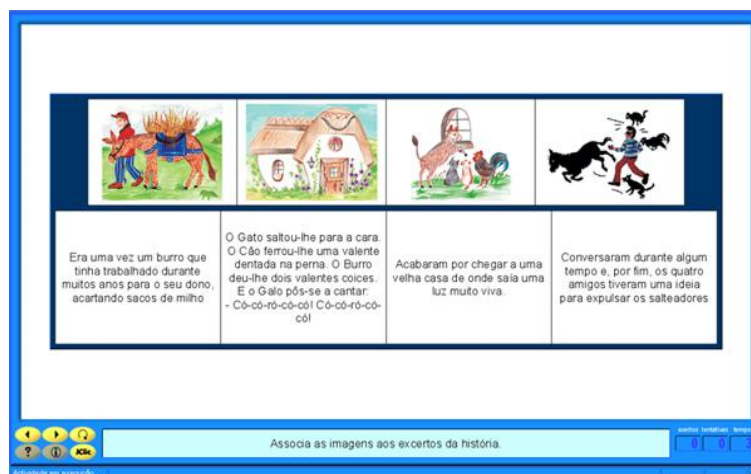 Era uma vez um burro que
tinha trabalhado durante
muitos anos para o seu dono,
acartando sacos de milho
O Gato saltou-lhe para a cara.
O Cão ferrou-lhe uma valente
dentada na perna. O Burro
deu-lhe dois valentes coices.
E o Galo pôs-se a cantar:
- Có-có-ró-có-có! Có-có-ró-có-
có!
Acabaram por chegar a uma
velha casa de onde saía uma
luz muito viva.
Conversaram durante algum
tempo e, por fim, os quatro
amigos tiveram uma ideia
para expulsar os salteadores
? i JClic
Associa as imagens aos excertos da história.
acertos tentativas tempo
0 0 3
Actividade em execução